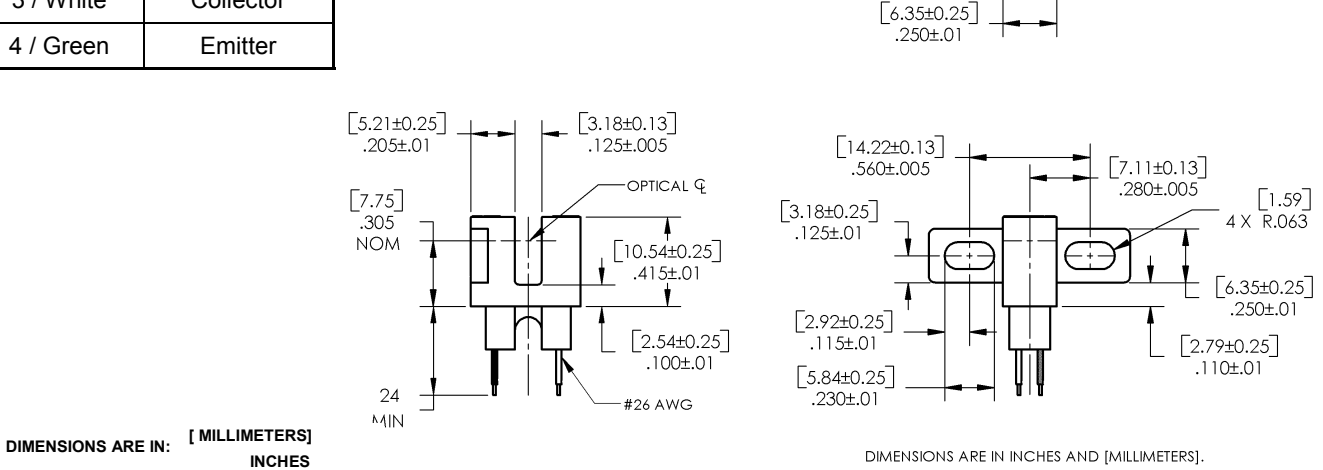 3 / White Collector
4 / Green Emitter
[6.35±0.25]
.250±.01
[5.21±0.25]
.205±.01
[3.18±0.13]
.125±.005
OPTICAL ℄
[7.75]
.305
NOM
[10.54±0.25]
.415±.01
[2.54±0.25]
.100±.01
24
MIN
#26 AWG
[14.22±0.13]
.560±.005
[7.11±0.13]
.280±.005
[1.59]
4 X R.063
[3.18±0.25]
.125±.01
[6.35±0.25]
.250±.01
[2.92±0.25]
.115±.01
[2.79±0.25]
.110±.01
[5.84±0.25]
.230±.01
DIMENSIONS ARE IN: [ MILLIMETERS]
INCHES
DIMENSIONS ARE IN INCHES AND [MILLIMETERS].